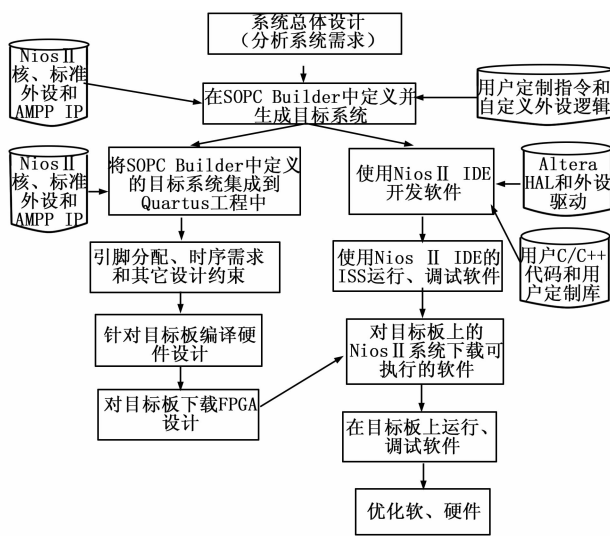 系统总体设计
(分析系统需求)
NiosⅡ
核、标准
外设和
AMPP IP
在SOPC Builder中定义并
生成目标系统
用户定制指令和
自定义外设逻辑
NiosⅡ
核、标准
外设和
AMPP IP
将SOPC Builder中定义
的目标系统集成到
Quartus工程中
使用NiosⅡ IDE
开发软件
Altera
HAL和外设
驱动
引脚分配、时序需求
和其它设计约束
使用Nios Ⅱ IDE的
ISS运行、调试软件
用户C/C++
代码和用
户定制库
针对目标板编译硬
件设计
对目标板上的
NiosⅡ系统下载可
执行的软件
对目标板下载FPGA
设计
在目标板上运行、
调试软件
优化软、硬件